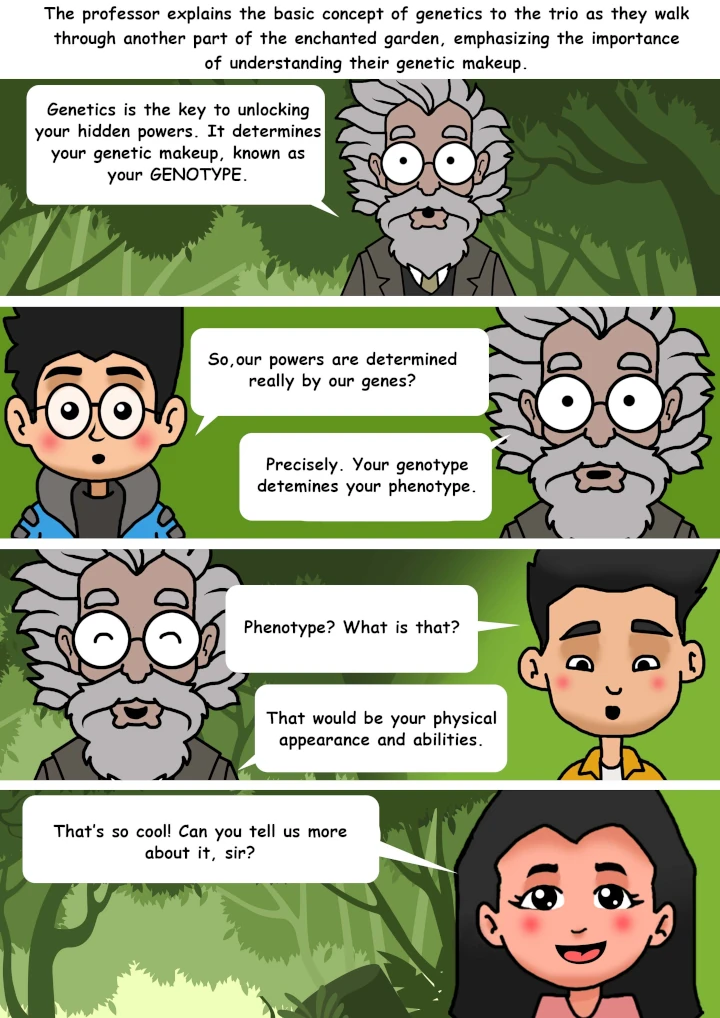 The professor explains the basic concept of genetics to the trio as they walk
through another part of the enchanted garden, emphasizing the importance
of understanding their genetic makeup.
Genetics is the key to unlocking
your hidden powers. It determines
your genetic makeup, known as
your GENOTYPE.
So,our powers are determined
really by our genes?
Precisely. Your genotype
detemines your phenotype.
Phenotype? What is that?
That would be your physical
appearance and abilities.
That's so cool! Can you tell us more
about it, sir?